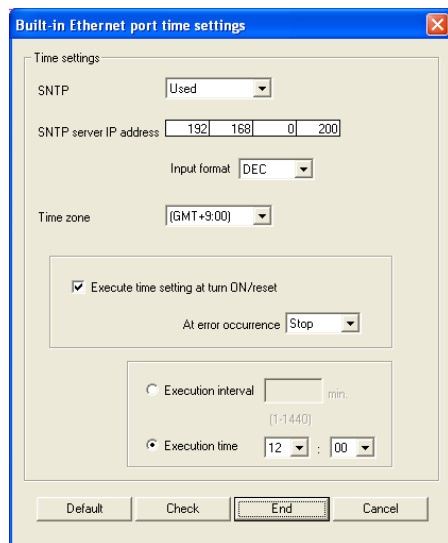 Built-in Ethernet port time settings
Time settings
SNTP Used
SNTP server IP address 192 168 0 200
Input format DEC
Time zone (GMT+9:00)
Execute time setting at turn ON/reset
At error occurrence Stop
Execution interval min.
(1-1440)
Execution time 12 : 00
Default Check End Cancel